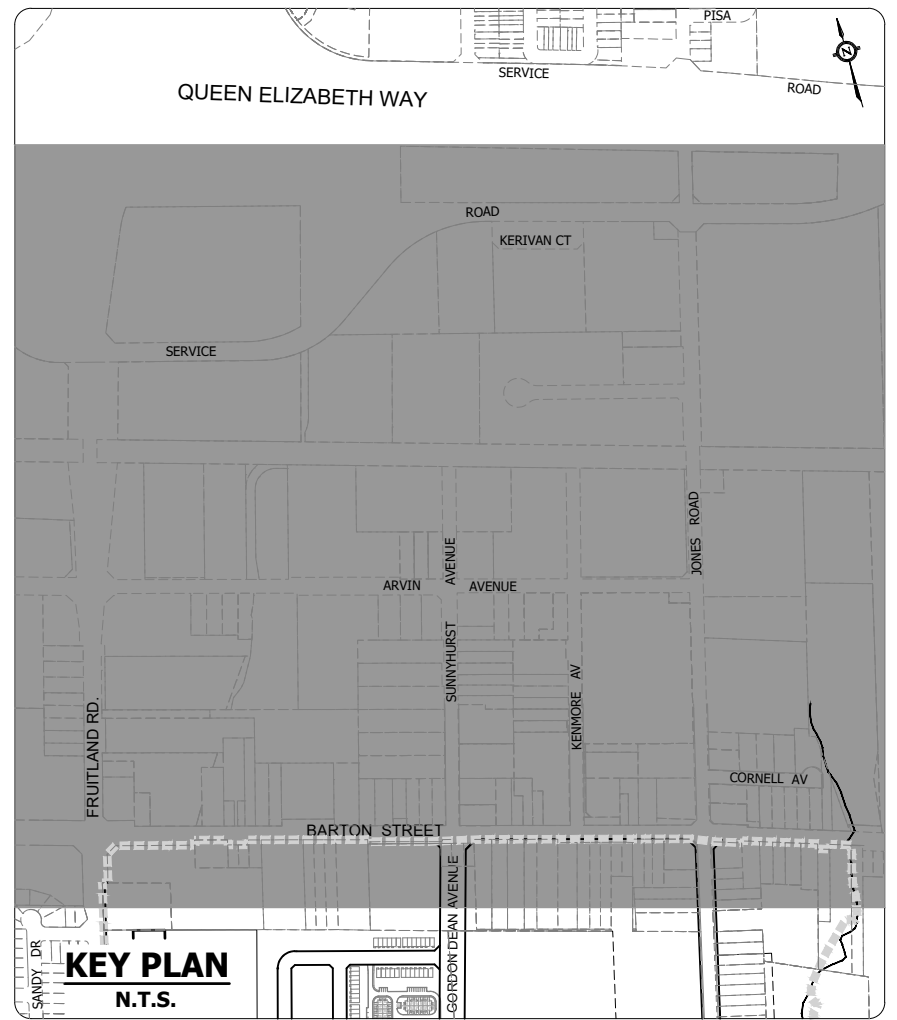 PISA
SERVICE
ROAD
N
QUEEN ELIZABETH WAY
ROAD
KERIVAN CT
SERVICE
JONES ROAD
SUNNYHURST AVENUE
ARVIN AVENUE
KENMORE AV
FRUITLAND RD.
CORNELL AV
BARTON STREET
GORDON DEAN AVENUE
SANDY DR
KEY PLAN
N.T.S.